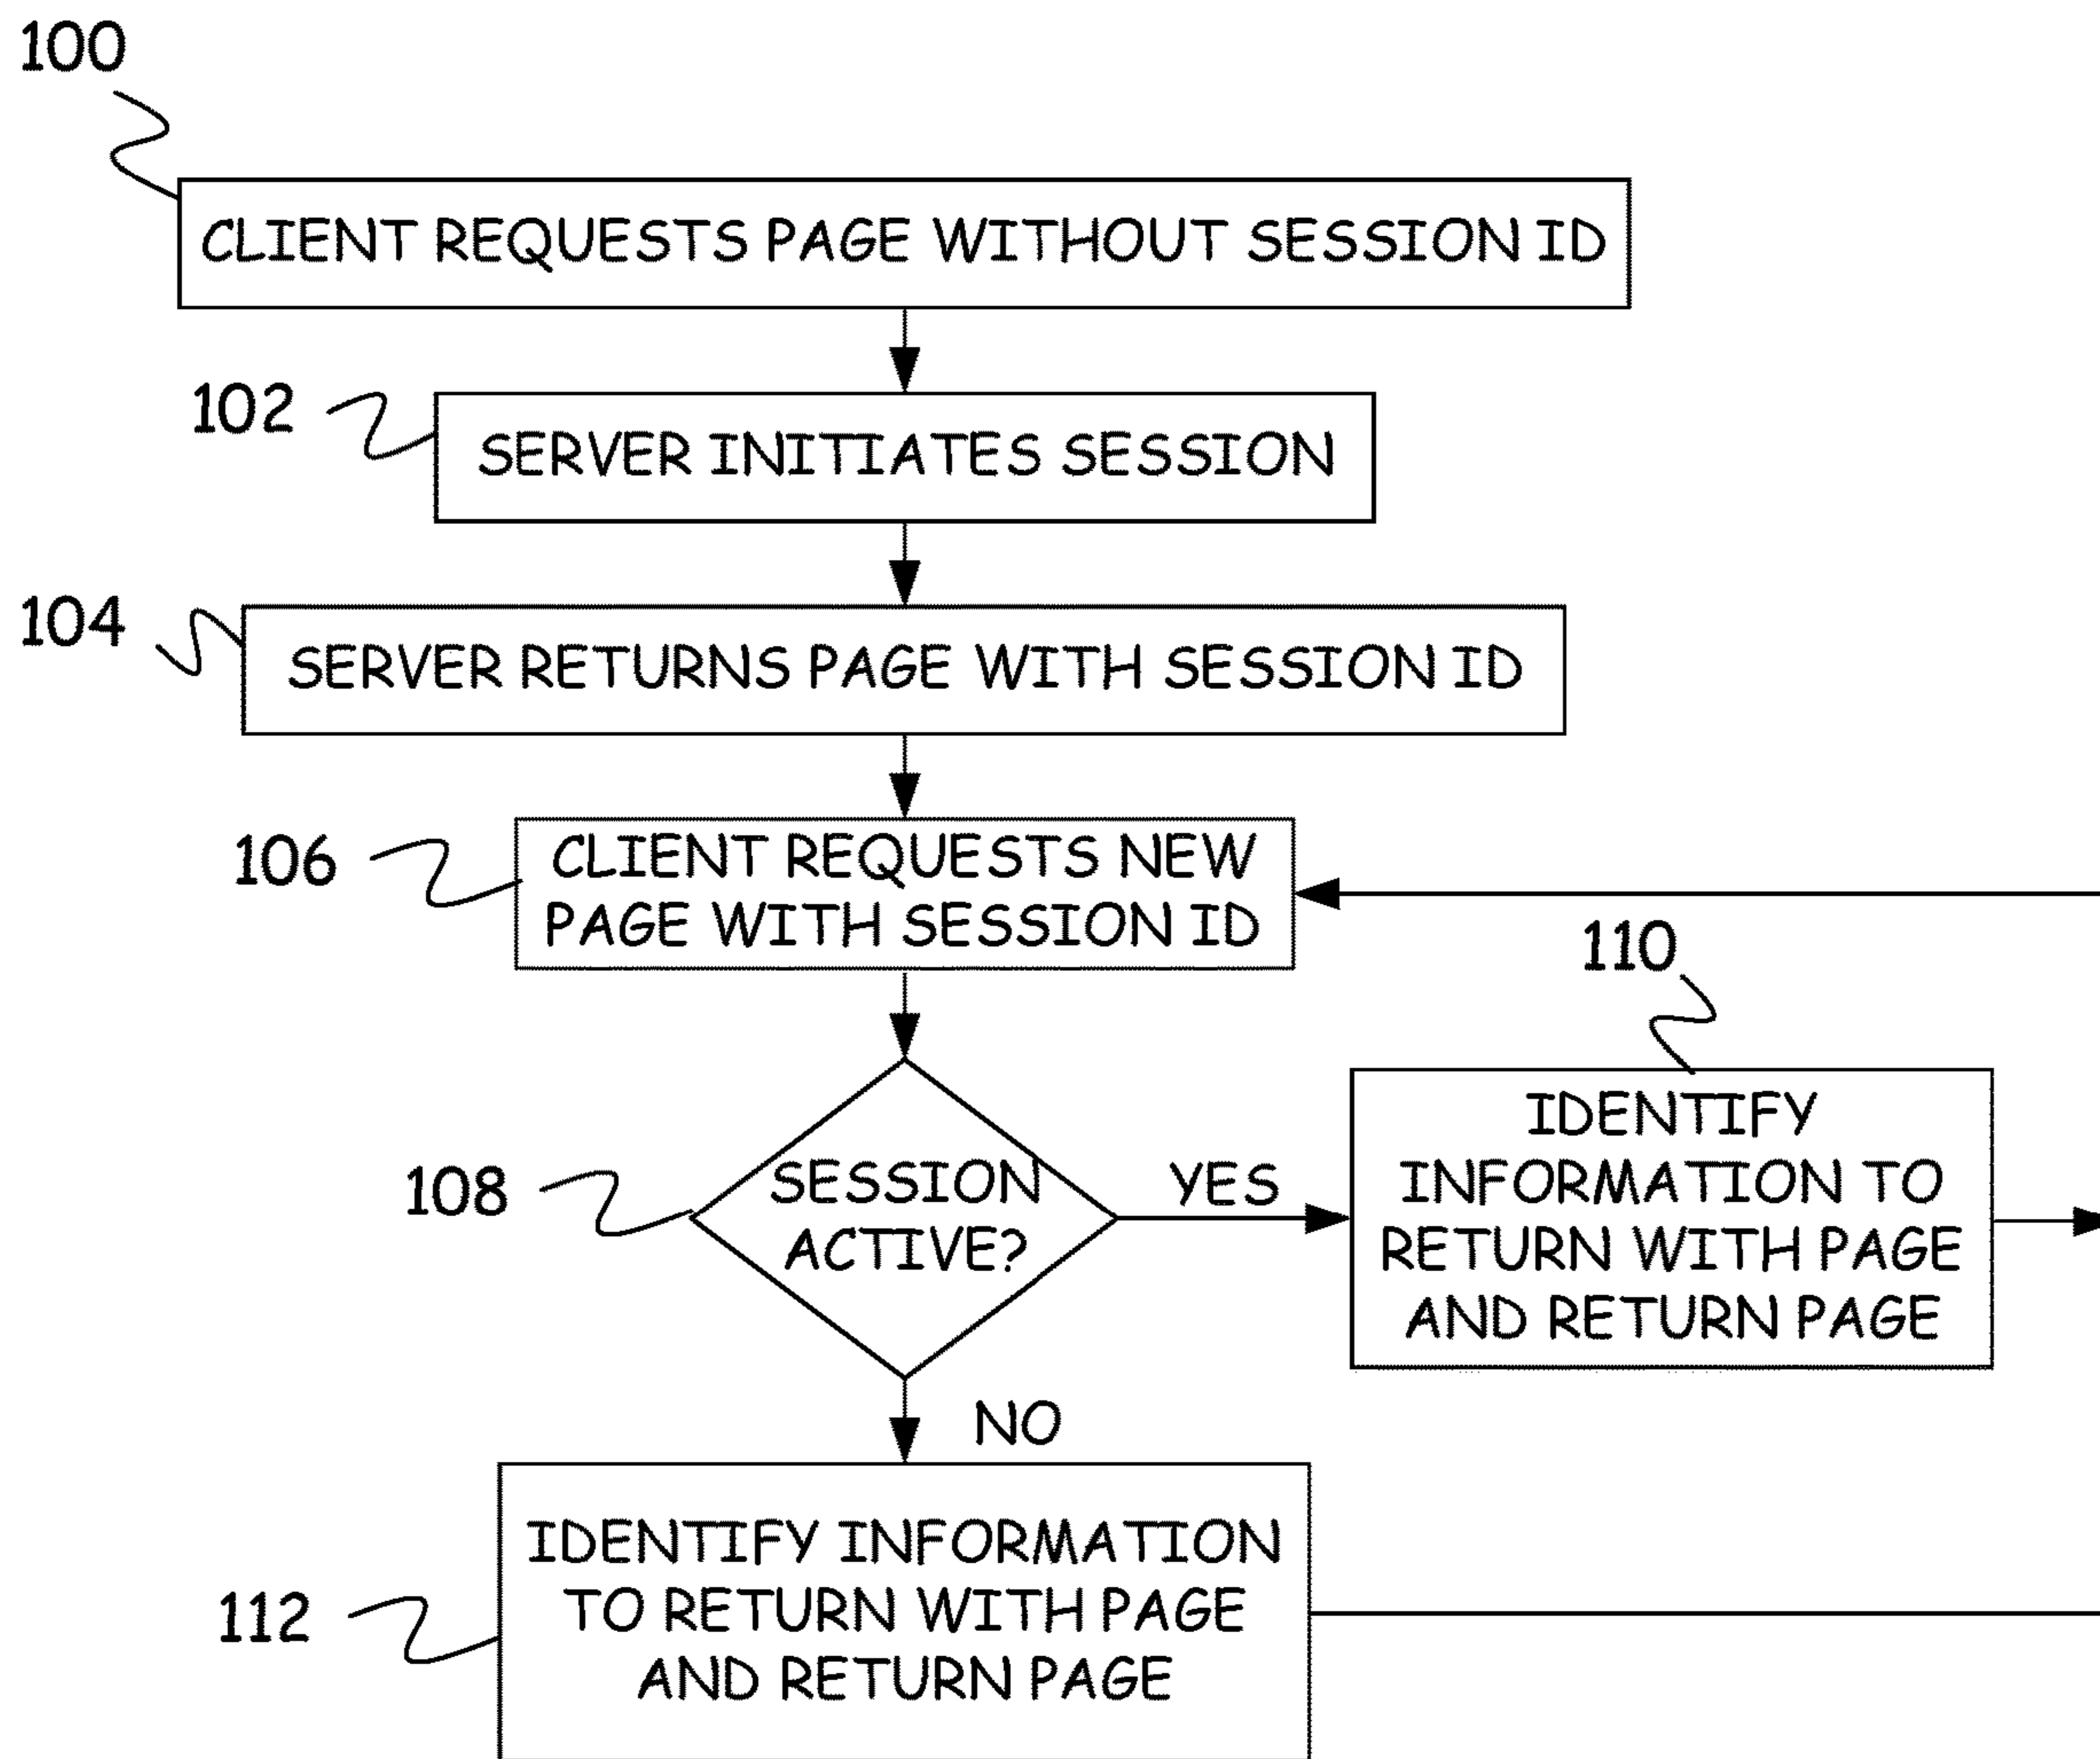 100
CLIENT REQUESTS PAGE WITHOUT SESSION ID
102
SERVER INITIATES SESSION
104
SERVER RETURNS PAGE WITH SESSION ID
106
CLIENT REQUESTS NEW
PAGE WITH SESSION ID
110
108
SESSION
ACTIVE?
YES
IDENTIFY
INFORMATION TO
RETURN WITH PAGE
AND RETURN PAGE
NO
112
IDENTIFY INFORMATION
TO RETURN WITH PAGE
AND RETURN PAGE